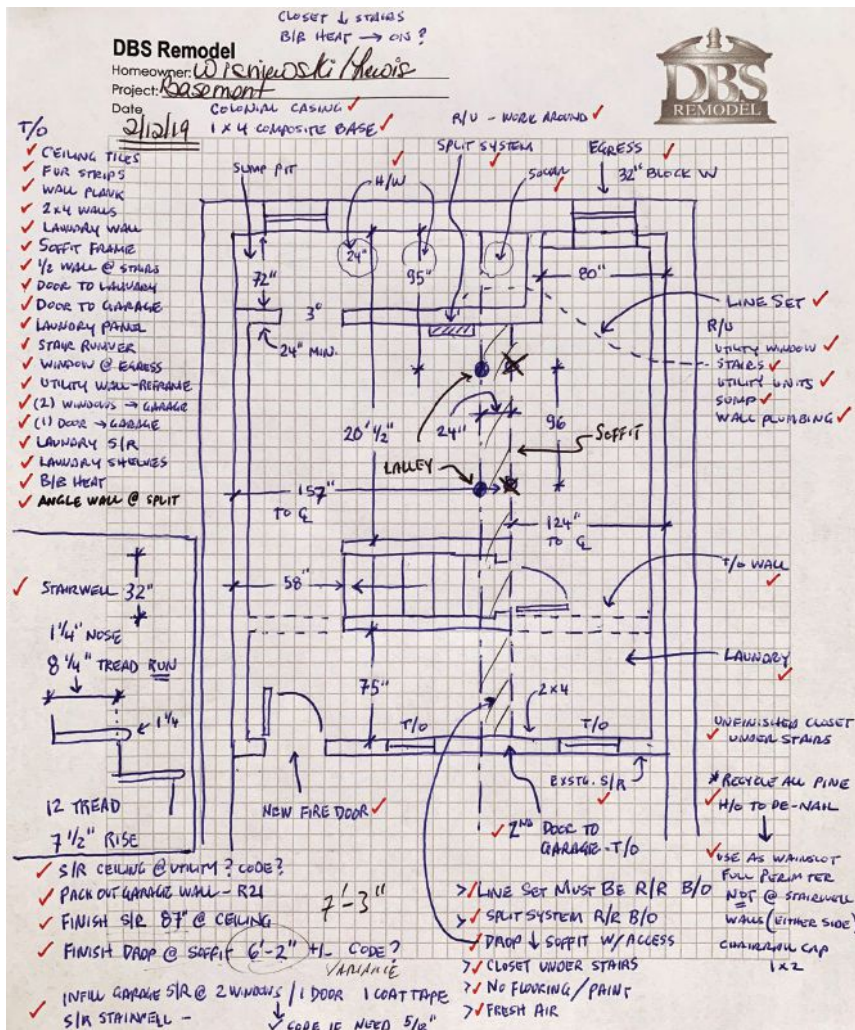 CLOSET ↓ STAIRS
B/B HEAT → ON?
DBS Remodel
Homeowner: Wisniewski/Lewis
Project: Basement
Date 2/12/19
COLONIAL CASING ✓
1 x 4 COMPOSITE BASE ✓
R/U - WORK AROUND ✓
DBS
REMODEL
T/O
✓ CEILING TILES
✓ FUR STRIPS
✓ WALL PLANK
✓ 2x4 WALLS
✓ LAUNDRY WALL
✓ SOFFIT FRAME
✓ 1/2 WALL @ STAIRS
✓ DOOR TO LAUNDRY
✓ DOOR TO GARAGE
✓ LAUNDRY PANEL
✓ STAIR RUNNER
✓ WINDOW @ EGRESS
✓ UTILITY WALL-REFRAME
✓ (2) WINDOWS → GARAGE
✓ (1) DOOR → GARAGE
✓ LAUNDRY S/R
✓ LAUNDRY SHELVES
✓ B/B HEAT
✓ ANGLE WALL @ SPLIT
SUMP PIT
H/W ✓
SPLIT SYSTEM ✓
SOLAR ✓
EGRESS ✓
32" BLOCK W
24"
72"
95"
80"
3⁰
24" MIN.
LINE SET ✓
R/U
UTILITY WINDOW ✓
STAIRS ✓
UTILITY UNITS ✓
SUMP ✓
WALL PLUMBING ✓
20' 1/2"
24"
96
SOFFIT
LALLEY
157"
TO ℄
124"
TO ℄
58"
T/O WALL ✓
LAUNDRY ✓
75"
2x4
T/O
T/O
EXSTG. S/R ✓
NEW FIRE DOOR ✓
✓ 2ND DOOR TO
GARAGE-T/O
UNFINISHED CLOSET
✓ UNDER STAIRS
* RECYCLE ALL PINE
✓ H/O TO DE-NAIL
✓ USE AS WAINSCOT
FULL PERIMETER
NOT @ STAIRWELL
WALLS (EITHER SIDE)
CHAIRRAIL CAP
1x2
✓ STAIRWELL 32"
1 1/4" NOSE
8 1/4" TREAD RUN
1 1/4
12 TREAD
7 1/2" RISE
✓ S/R CEILING @ UTILITY? CODE?
✓ PACK OUT GARAGE WALL - R21
✓ FINISH S/R 87" @ CEILING
7'-3"
✓ FINISH DROP @ SOFFIT 6'-2" +/- CODE?
VARIANCE
INFILL GARAGE S/R @ 2 WINDOWS / 1 DOOR 1 COAT TAPE
✓ S/R STAIRWELL -
✓ CODE IF NEED 5/8"
>✓ LINE SET MUST BE R/R B/O
>✓ SPLIT SYSTEM R/R B/O
✓ DROP ↓ SOFFIT W/ACCESS
>✓ CLOSET UNDER STAIRS
>✓ NO FLOORING/PAINT
>✓ FRESH AIR